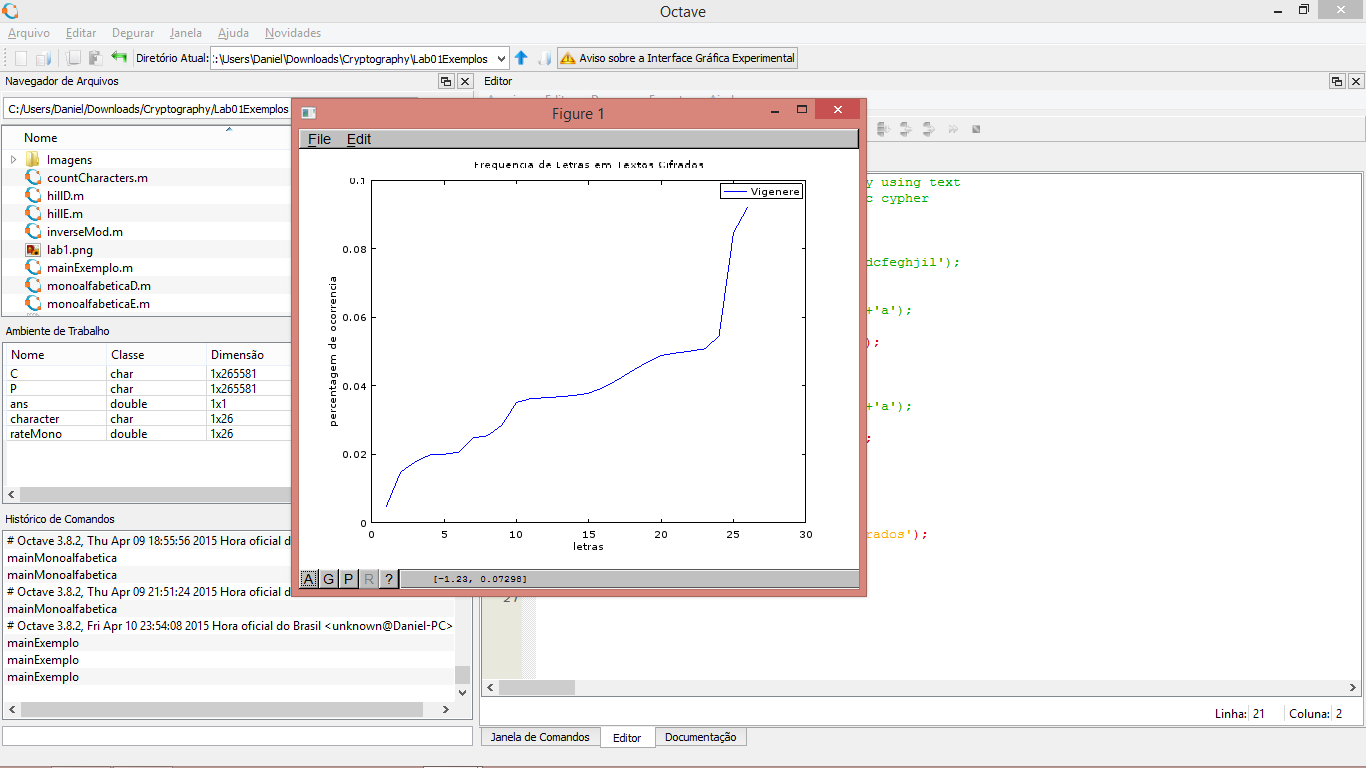 Octave
Arquivo Editar Depurar Janela Ajuda Novidades
Diretório Atual: :\Users\Daniel\Downloads\Cryptography\Lab01Exemplos Aviso sobre a Interface Gráfica Experimental
Navegador de Arquivos
C:/Users/Daniel/Downloads/Cryptography/Lab01Exemplos
Nome
Imagens
countCharacters.m
hillD.m
hillE.m
inverseMod.m
lab1.png
mainExemplo.m
monoalfabeticaD.m
monoalfabeticaE.m
Ambiente de Trabalho
Nome Classe Dimensão
C char 1x265581
P char 1x265581
ans double 1x1
character char 1x26
rateMono double 1x26
Histórico de Comandos
# Octave 3.8.2, Thu Apr 09 18:55:56 2015 Hora oficial d
mainMonoalfabetica
mainMonoalfabetica
# Octave 3.8.2, Thu Apr 09 21:51:24 2015 Hora oficial d
mainMonoalfabetica
# Octave 3.8.2, Fri Apr 10 23:54:08 2015 Hora oficial do Brasil <unknown@Daniel-PC>
mainExemplo
mainExemplo
mainExemplo
Figure 1
File Edit
Frequencia de Letras em Textos Cifrados
Vigenere
percentagem de ocorrencia
0.1
0.08
0.06
0.04
0.02
0
0 5 10 15 20 25 30
letras
A G P R ? [-1.23, 0.07298]
Editor
y using text
c cypher
dcfeghjil');
+'a');
);
+'a');
;
rados');
27
Linha: 21 Coluna: 2
Janela de Comandos Editor Documentação